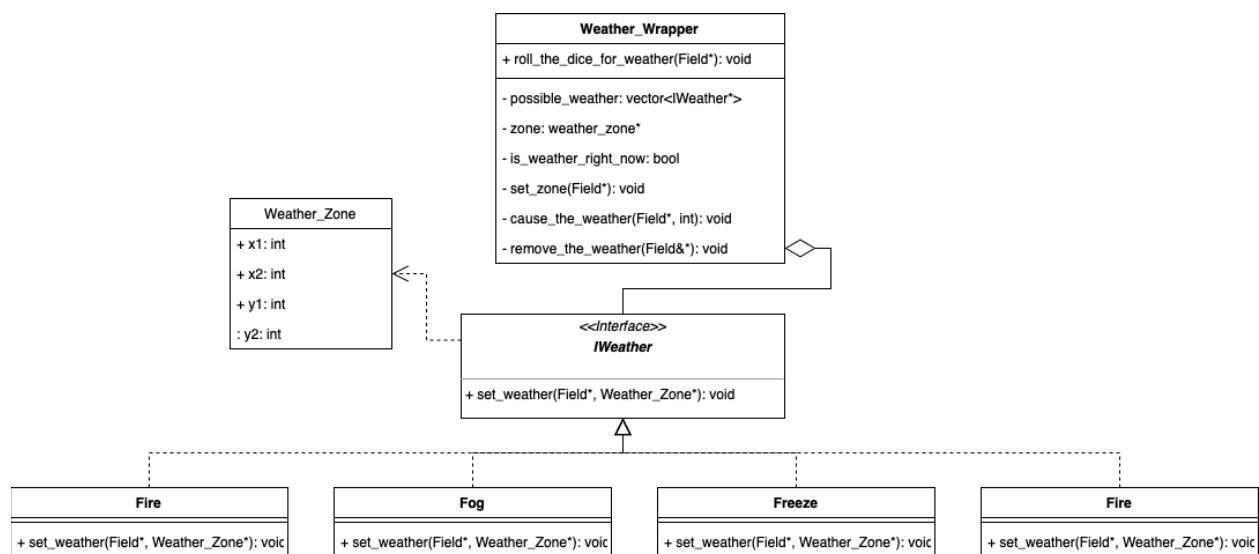 Weather_Wrapper
+ roll_the_dice_for_weather(Field*): void
- possible_weather: vector<IWeather*>
- zone: weather_zone*
- is_weather_right_now: bool
- set_zone(Field*): void
- cause_the_weather(Field*, int): void
- remove_the_weather(Field&*): void
Weather_Zone
+ x1: int
+ x2: int
+ y1: int
: y2: int
<<Interface>>
IWeather
+ set_weather(Field*, Weather_Zone*): void
Fire
+ set_weather(Field*, Weather_Zone*): voic
Fog
+ set_weather(Field*, Weather_Zone*): voic
Freeze
+ set_weather(Field*, Weather_Zone*): voic
Fire
+ set_weather(Field*, Weather_Zone*): voic